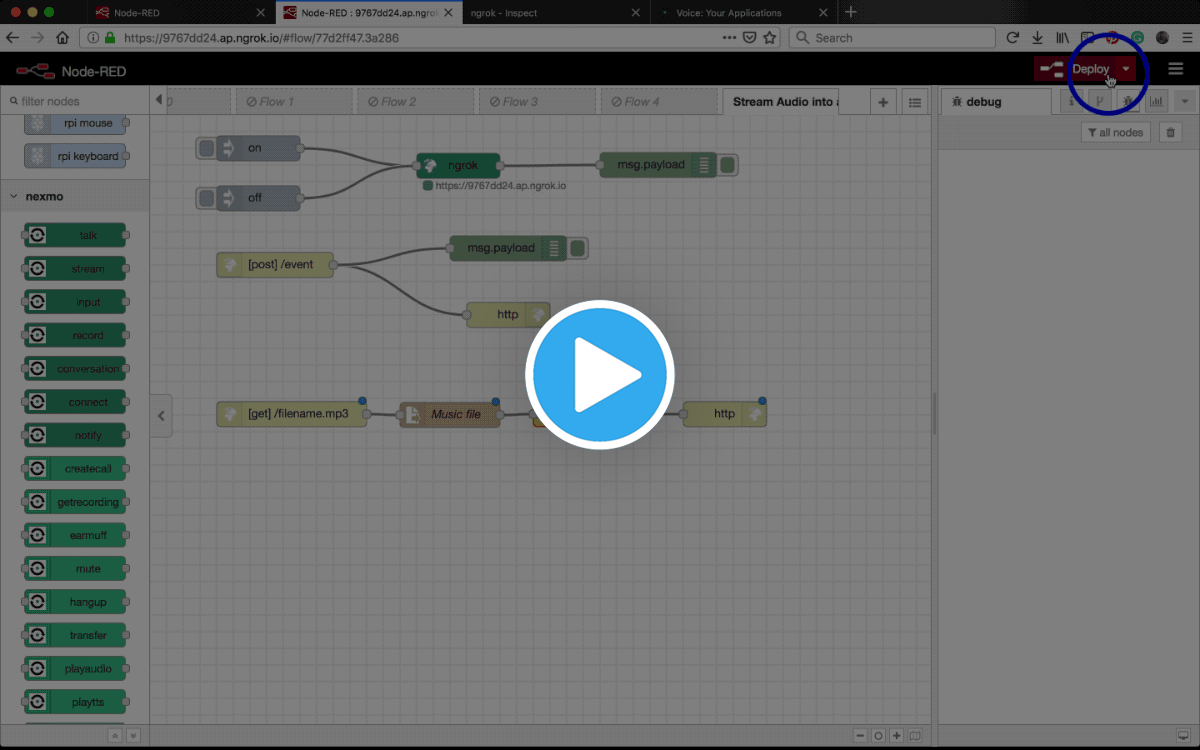 Node-RED
Node-RED : 9767dd24.ap.ngrok
ngrok - Inspect
Voice: Your Applications
https://9767dd24.ap.ngrok.io/#flow/77d2ff47.3a286
Search
Node-RED
Deploy
filter nodes
Flow 1
Flow 2
Flow 3
Flow 4
Stream Audio into a
debug
i
all nodes
rpi mouse
rpi keyboard
nexmo
talk
stream
input
record
conversation
connect
notify
createcall
getrecording
earmuff
mute
hangup
transfer
playaudio
playtts
on
off
ngrok
https://9767dd24.ap.ngrok.io
msg.payload
[post] /event
msg.payload
http
[get] /filename.mp3
Music file
http